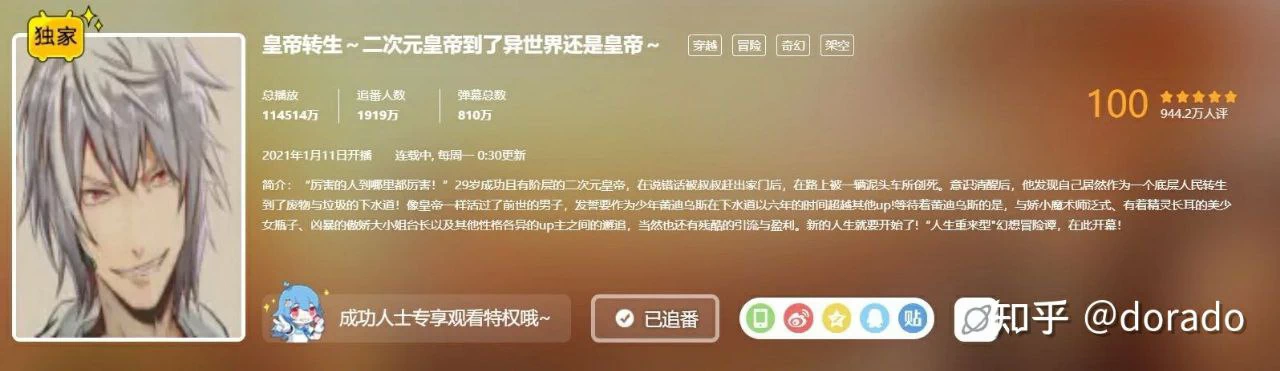 独家
皇帝转生～二次元皇帝到了异世界还是皇帝～
穿越 冒险 奇幻 架空
总播放 追番人数 弹幕总数
114514万 1919万 810万
100
944.2万人评
2021年1月11日开播 连载中, 每周一 0:30更新
简介： “厉害的人到哪里都厉害！”29岁成功且有阶层的二次元皇帝，在说错话被叔叔赶出家门后，在路上被一辆泥头车所创死。意识清醒后，他发现自己居然作为一个底层人民转生
到了废物与垃圾的下水道！像皇帝一样活过了前世的男子，发誓要作为少年莆迪乌斯在下水道以六年的时间超越其他up!等待着莆迪乌斯的是，与娇小魔术师泛式、有着精灵长耳的美少
女瓶子、凶暴的傲娇大小姐台长以及其他性格各异的up主之间的邂逅，当然也还有残酷的引流与盈利。新的人生就要开始了！“人生重来型”幻想冒险谭，在此开幕！
成功人士专享观看特权哦~
已追番
贴
知乎 @dorado